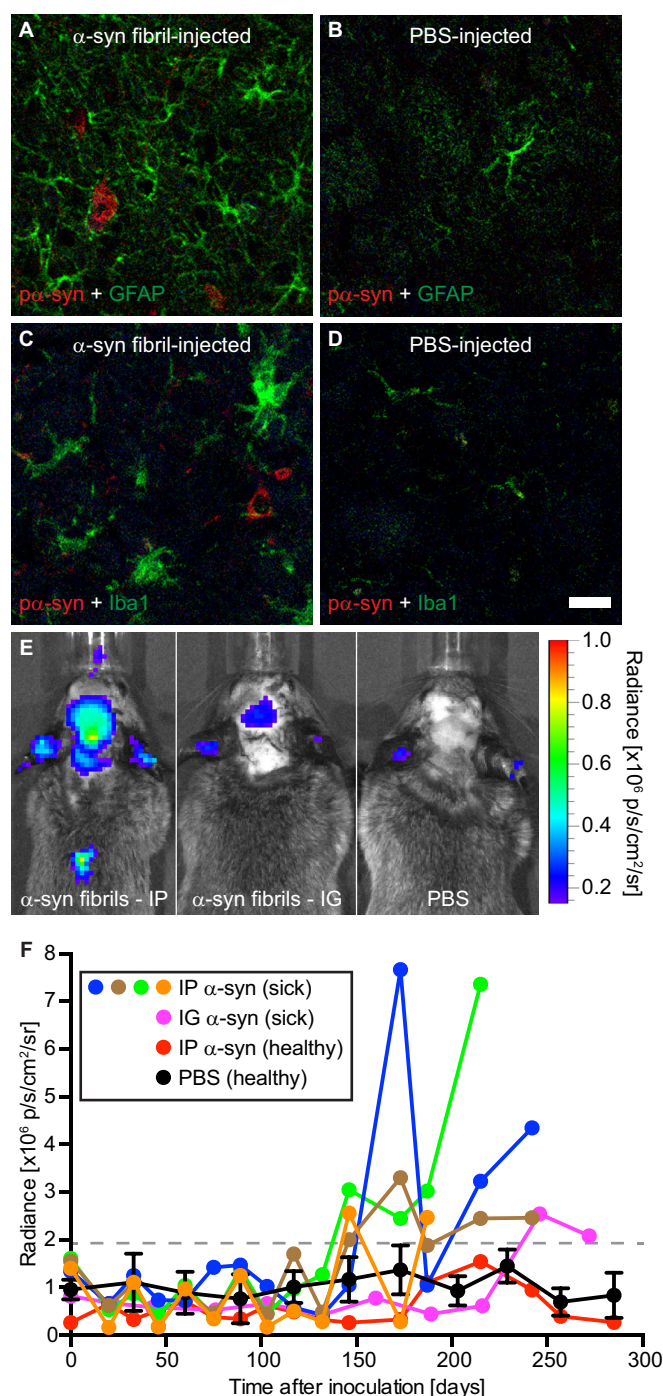 A
α-syn fibril-injected
pα-syn + GFAP
B
PBS-injected
pα-syn + GFAP
C
α-syn fibril-injected
pα-syn + Iba1
D
PBS-injected
pα-syn + Iba1
E
α-syn fibrils - IP
α-syn fibrils - IG
PBS
1.0
0.8
0.6
0.4
0.2
Radiance [x10⁶ p/s/cm²/sr]
F
8
7
6
5
4
3
2
1
0
Radiance [x10⁶ p/s/cm²/sr]
IP α-syn (sick)
IG α-syn (sick)
IP α-syn (healthy)
PBS (healthy)
0
50
100
150
200
250
300
Time after inoculation [days]